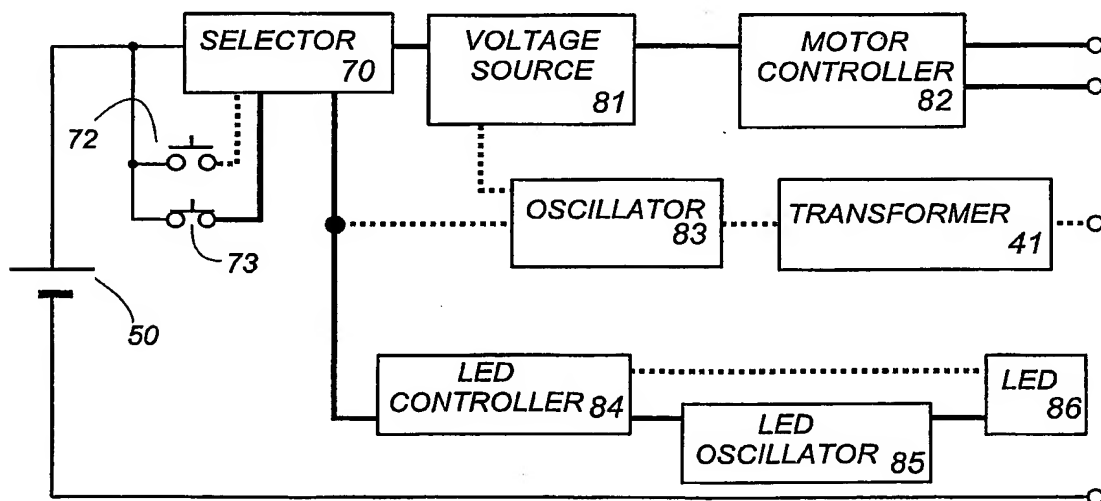 SELECTOR
70
VOLTAGE
SOURCE
81
MOTOR
CONTROLLER
82
72
73
50
OSCILLATOR
83
TRANSFORMER
41
LED
CONTROLLER 84
LED
OSCILLATOR 85
LED
86